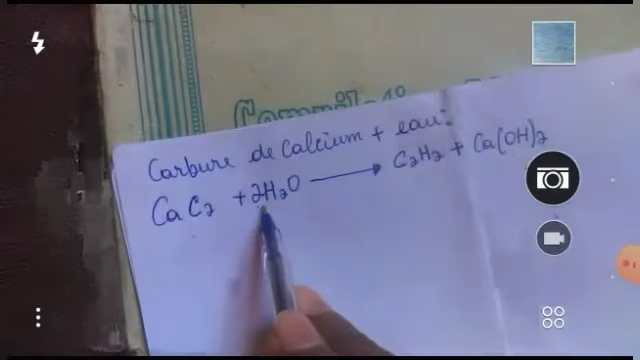 Carbure de Calcium + eau:
CaC₂ + 2H₂O ⟶ C₂H₂ + Ca(OH)₂